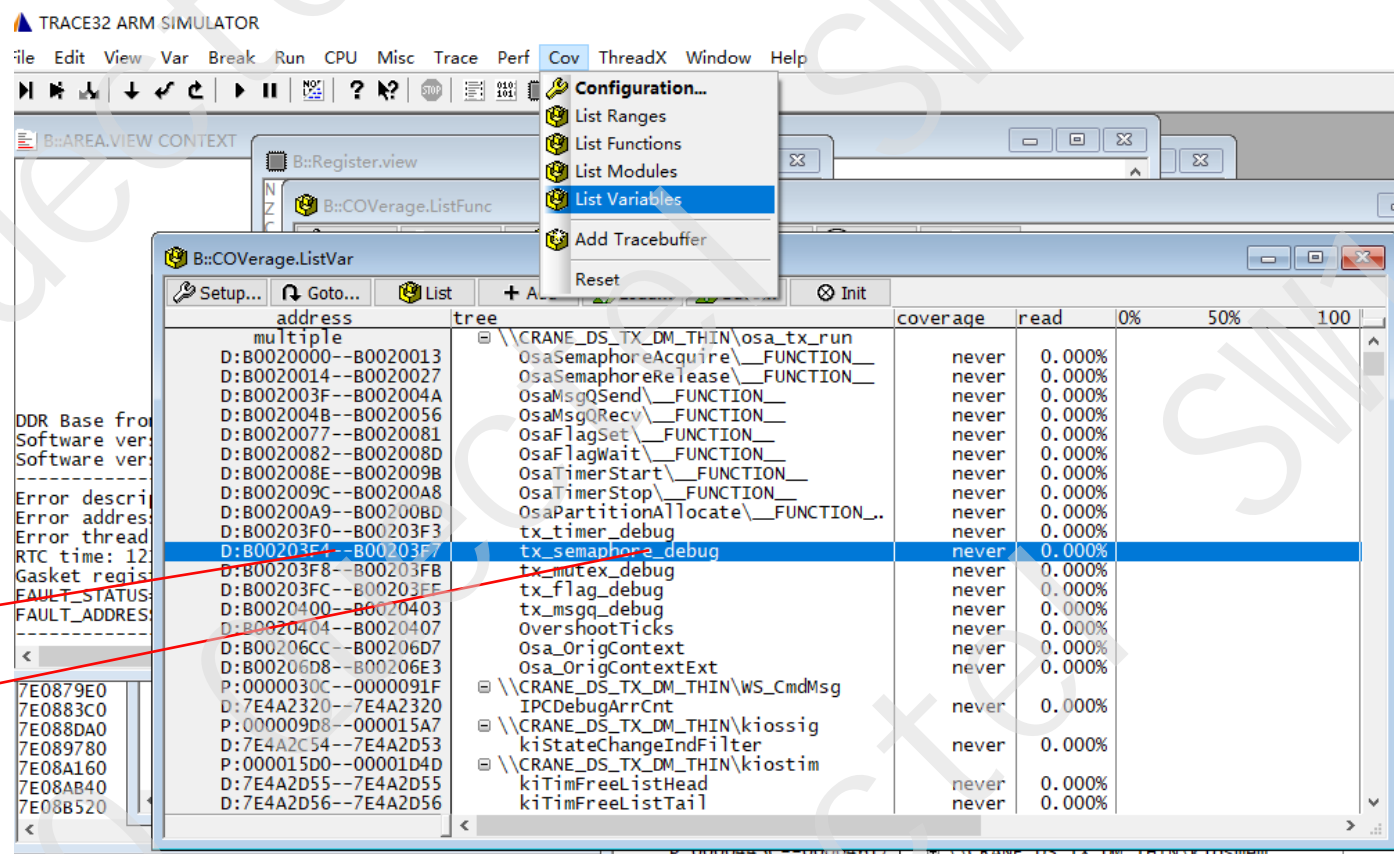 TRACE32 ARM SIMULATOR
File Edit View Var Break Run CPU Misc Trace Perf Cov ThreadX Window Help
Configuration...
List Ranges
List Functions
List Modules
List Variables
Add Tracebuffer
Reset
B::AREA.VIEW CONTEXT
B::Register.view
N
Z
C
B::COVerage.ListFunc
B::COVerage.ListVar
Setup... Goto... List Init
address tree coverage read 0% 50% 100
multiple \\CRANE_DS_TX_DM_THIN\osa_tx_run
D:B0020000--B0020013 OsaSemaphoreAcquire\__FUNCTION__ never 0.000%
D:B0020014--B0020027 OsaSemaphoreRelease\__FUNCTION__ never 0.000%
D:B002003F--B002004A OsaMsgQSend\__FUNCTION__ never 0.000%
D:B002004B--B0020056 OsaMsgQRecv\__FUNCTION__ never 0.000%
D:B0020077--B0020081 OsaFlagSet\__FUNCTION__ never 0.000%
D:B0020082--B002008D OsaFlagWait\__FUNCTION__ never 0.000%
D:B002008E--B002009B OsaTimerStart\__FUNCTION__ never 0.000%
D:B002009C--B00200A8 OsaTimerStop\__FUNCTION__ never 0.000%
D:B00200A9--B00200BD OsaPartitionAllocate\__FUNCTION_.. never 0.000%
D:B00203F0--B00203F3 tx_timer_debug never 0.000%
D:B00203F4--B00203F7 tx_semaphore_debug never 0.000%
D:B00203F8--B00203FB tx_mutex_debug never 0.000%
D:B00203FC--B00203FF tx_flag_debug never 0.000%
D:B0020400--B0020403 tx_msgq_debug never 0.000%
D:B0020404--B0020407 OvershootTicks never 0.000%
D:B00206CC--B00206D7 Osa_OrigContext never 0.000%
D:B00206D8--B00206E3 Osa_OrigContextExt never 0.000%
P:0000030C--0000091F \\CRANE_DS_TX_DM_THIN\WS_CmdMsg
D:7E4A2320--7E4A2320 IPCDebugArrCnt never 0.000%
P:000009D8--000015A7 \\CRANE_DS_TX_DM_THIN\kiossig
D:7E4A2C54--7E4A2D53 kiStateChangeIndFilter never 0.000%
P:000015D0--00001D4D \\CRANE_DS_TX_DM_THIN\kiostim
D:7E4A2D55--7E4A2D55 kiTimFreeListHead never 0.000%
D:7E4A2D56--7E4A2D56 kiTimFreeListTail never 0.000%
DDR Base fro
Software ver
Software ver
Error descri
Error addres
Error thread
RTC time: 12
Gasket regis
FAULT_STATUS
FAULT_ADDRES
7E0879E0
7E0883C0
7E088DA0
7E089780
7E08A160
7E08AB40
7E08B520